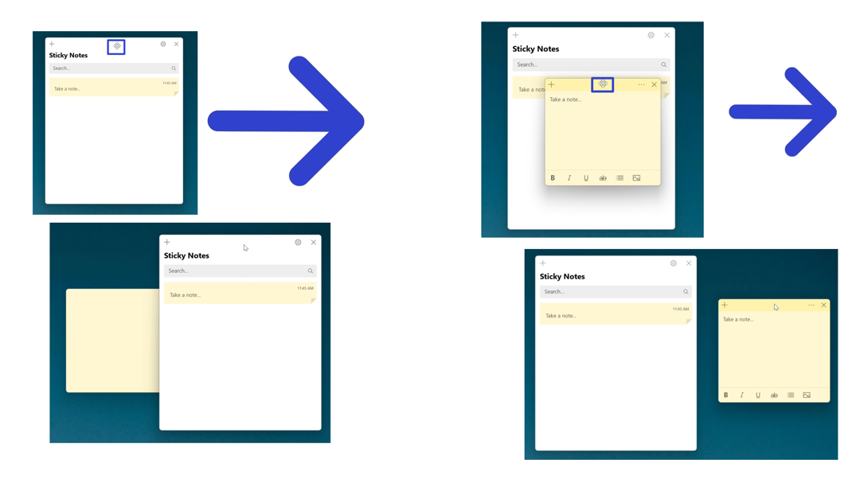 Sticky Notes
Search...
11:45 AM
Take a note...
Sticky Notes
Search...
AM
Take a note
Take a note...
B I U ab
Sticky Notes
Search...
11:45 AM
Take a note...
Sticky Notes
Search...
11:45 AM
Take a note...
Take a note...
B I U ab